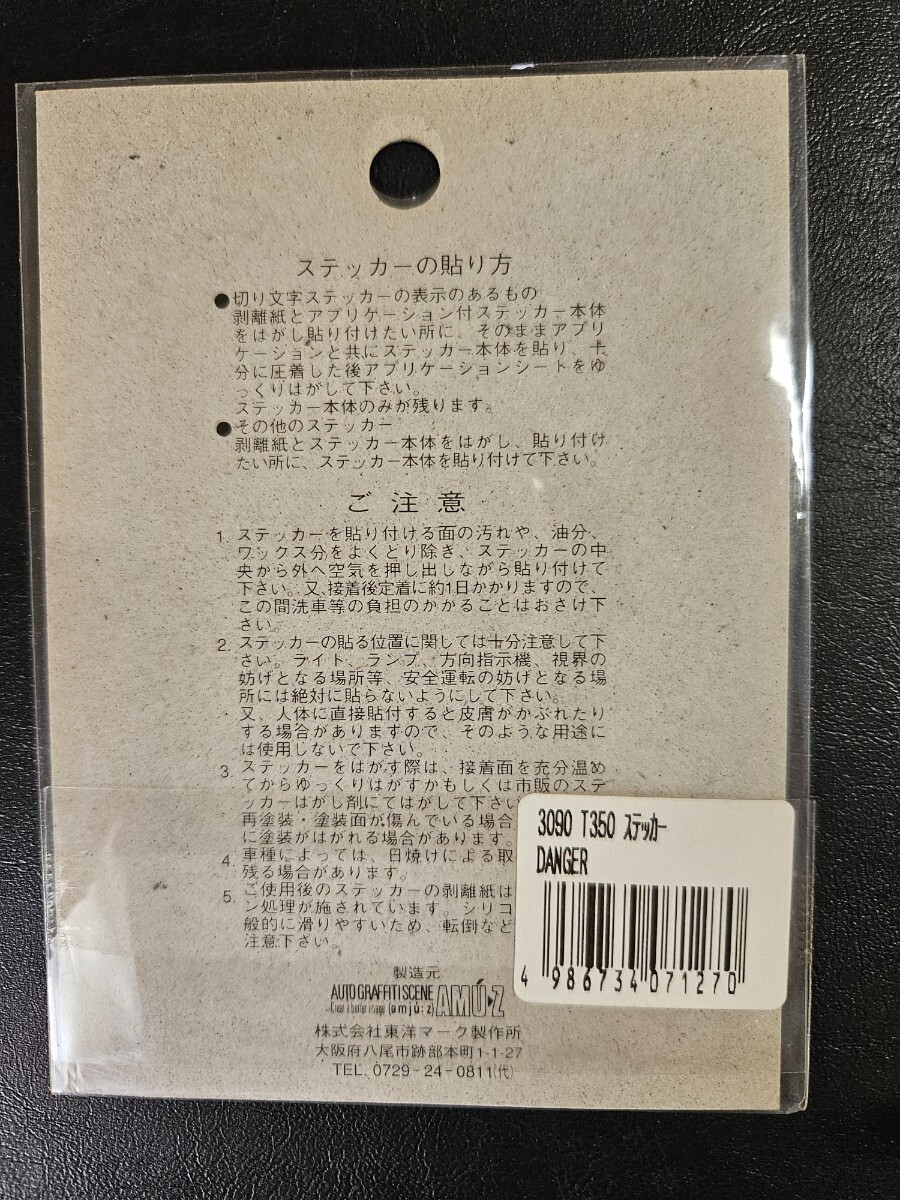 ステッカーの貼り方
●切り文字ステッカーの表示のあるもの
剥離紙とアプリケーション付ステッカー本体
をはがし貼り付けたい所に、そのままアプリ
ケーションと共にステッカー本体を貼り、十
分に圧着した後アプリケーションシートをゆ
っくりはがして下さい。
ステッカー本体のみが残ります。
●その他のステッカー
剥離紙とステッカー本体をはがし、貼り付け
たい所に、ステッカー本体を貼り付けて下さい。
ご注意
1. ステッカーを貼り付ける面の汚れや、油分、
ワックス分をよくとり除き、ステッカーの中
央から外へ空気を押し出しながら貼り付けて
下さい。又、接着後定着に約1日かかりますので、
この間洗車等の負担のかかることはおさけ下
さい。
2. ステッカーの貼る位置に関しては十分注意して下
さい。ライト、ランプ、方向指示機、視界の
妨げとなる場所等、安全運転の妨げとなる場
所には絶対に貼らないようにして下さい。
又、人体に直接貼付すると皮膚がかぶれたり
する場合がありますので、そのような用途に
は使用しないで下さい。
3. ステッカーをはがす際は、接着面を充分温め
てからゆっくりはがすかもしくは市販のステ
ッカーはがし剤にてはがして下さい
再塗装・塗装面が傷んでいる場合
に塗装がはがれる場合があります。
4. 車種によっては、日焼けによる取
残る場合があります。
5. ご使用後のステッカーの剥離紙は
ン処理が施されています。シリコ
般的に滑りやすいため、転倒など
注意下さい。
3090 T350 ステッカー
DANGER
4 986734 071270
製造元
AUTO GRAFFITI SCENE
(emjú:z) AMÚZ
株式会社東洋マーク製作所
大阪府八尾市跡部本町1-1-27
TEL. 0729-24-0811(代)